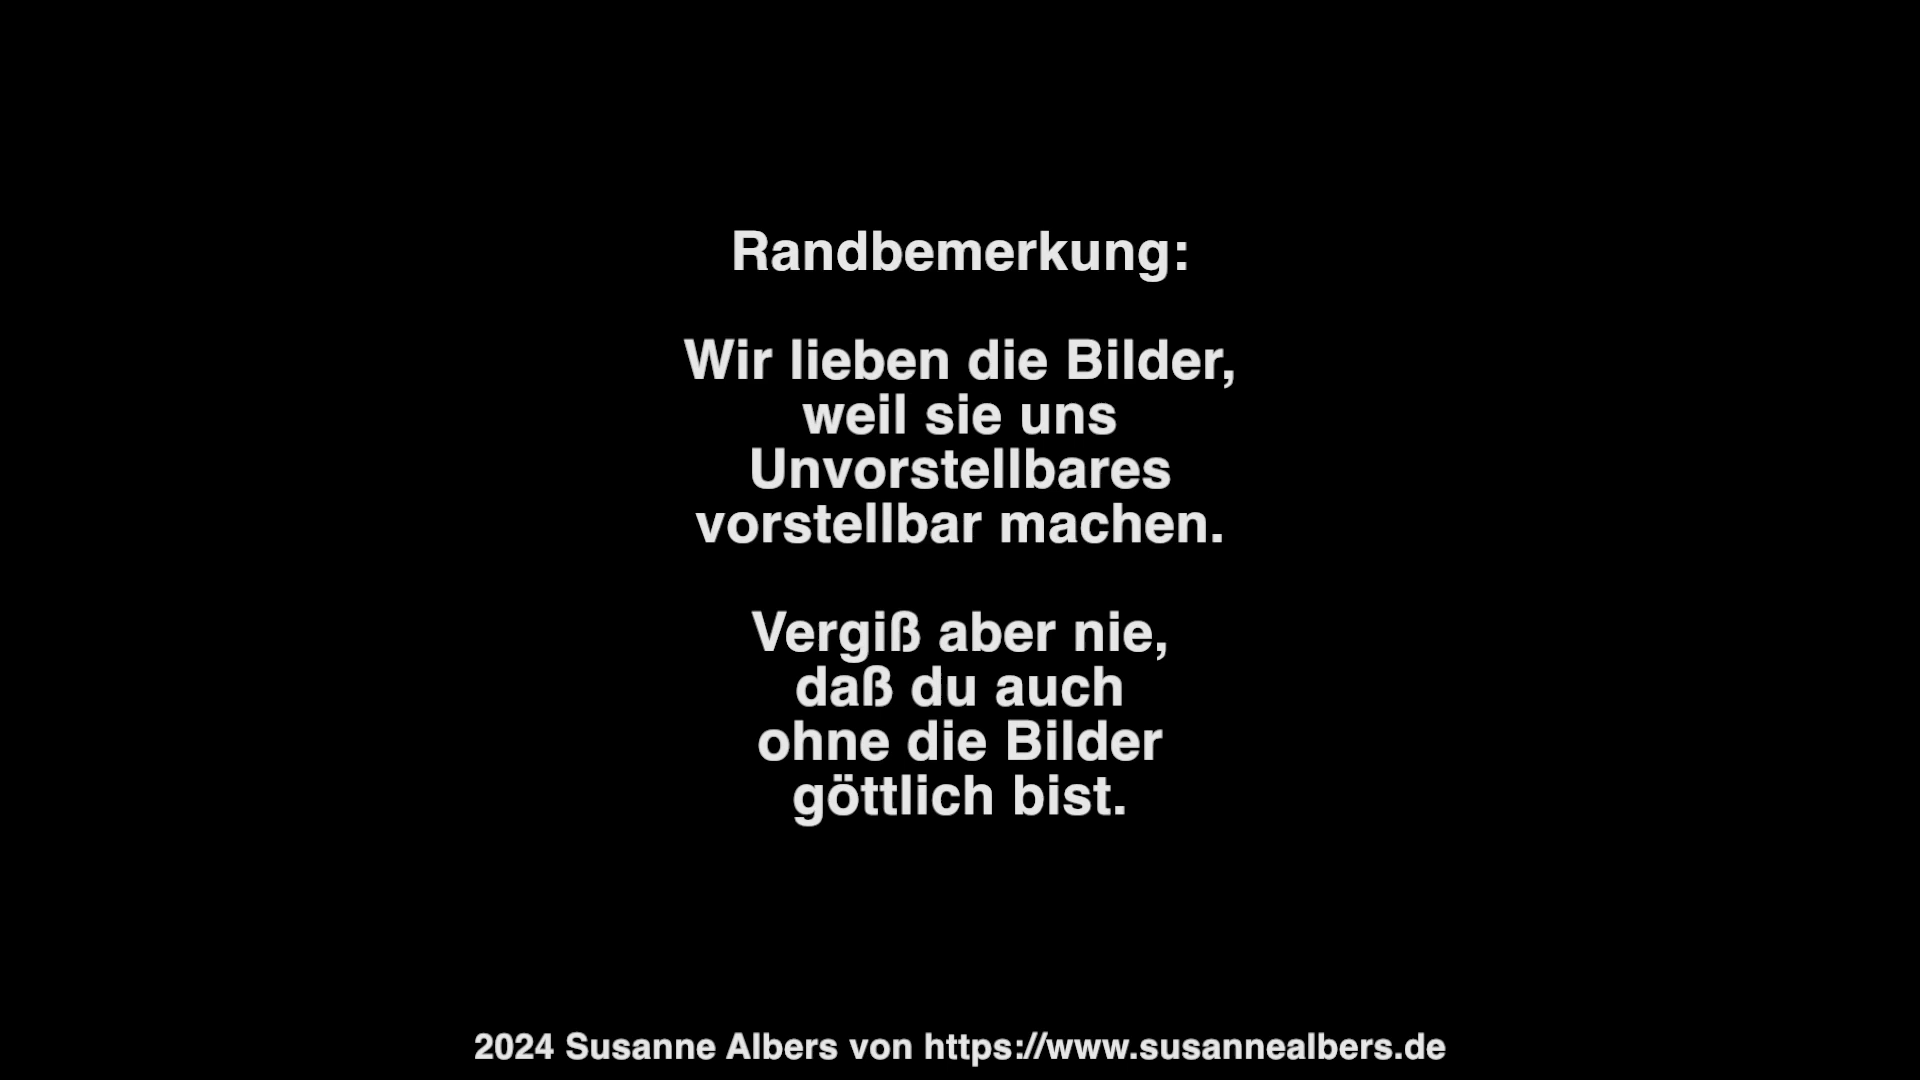 Randbemerkung:
Wir lieben die Bilder,
weil sie uns
Unvorstellbares
vorstellbar machen.
Vergiß aber nie,
daß du auch
ohne die Bilder
göttlich bist.
2024 Susanne Albers von https://www.susannealbers.de